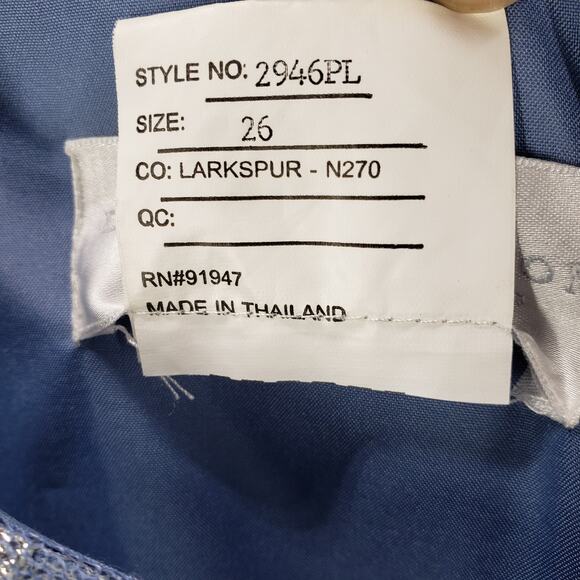 STYLE NO: 2946PL
SIZE: 26
CO: LARKSPUR - N270
QC:
RN#91947
MADE IN THAILAND